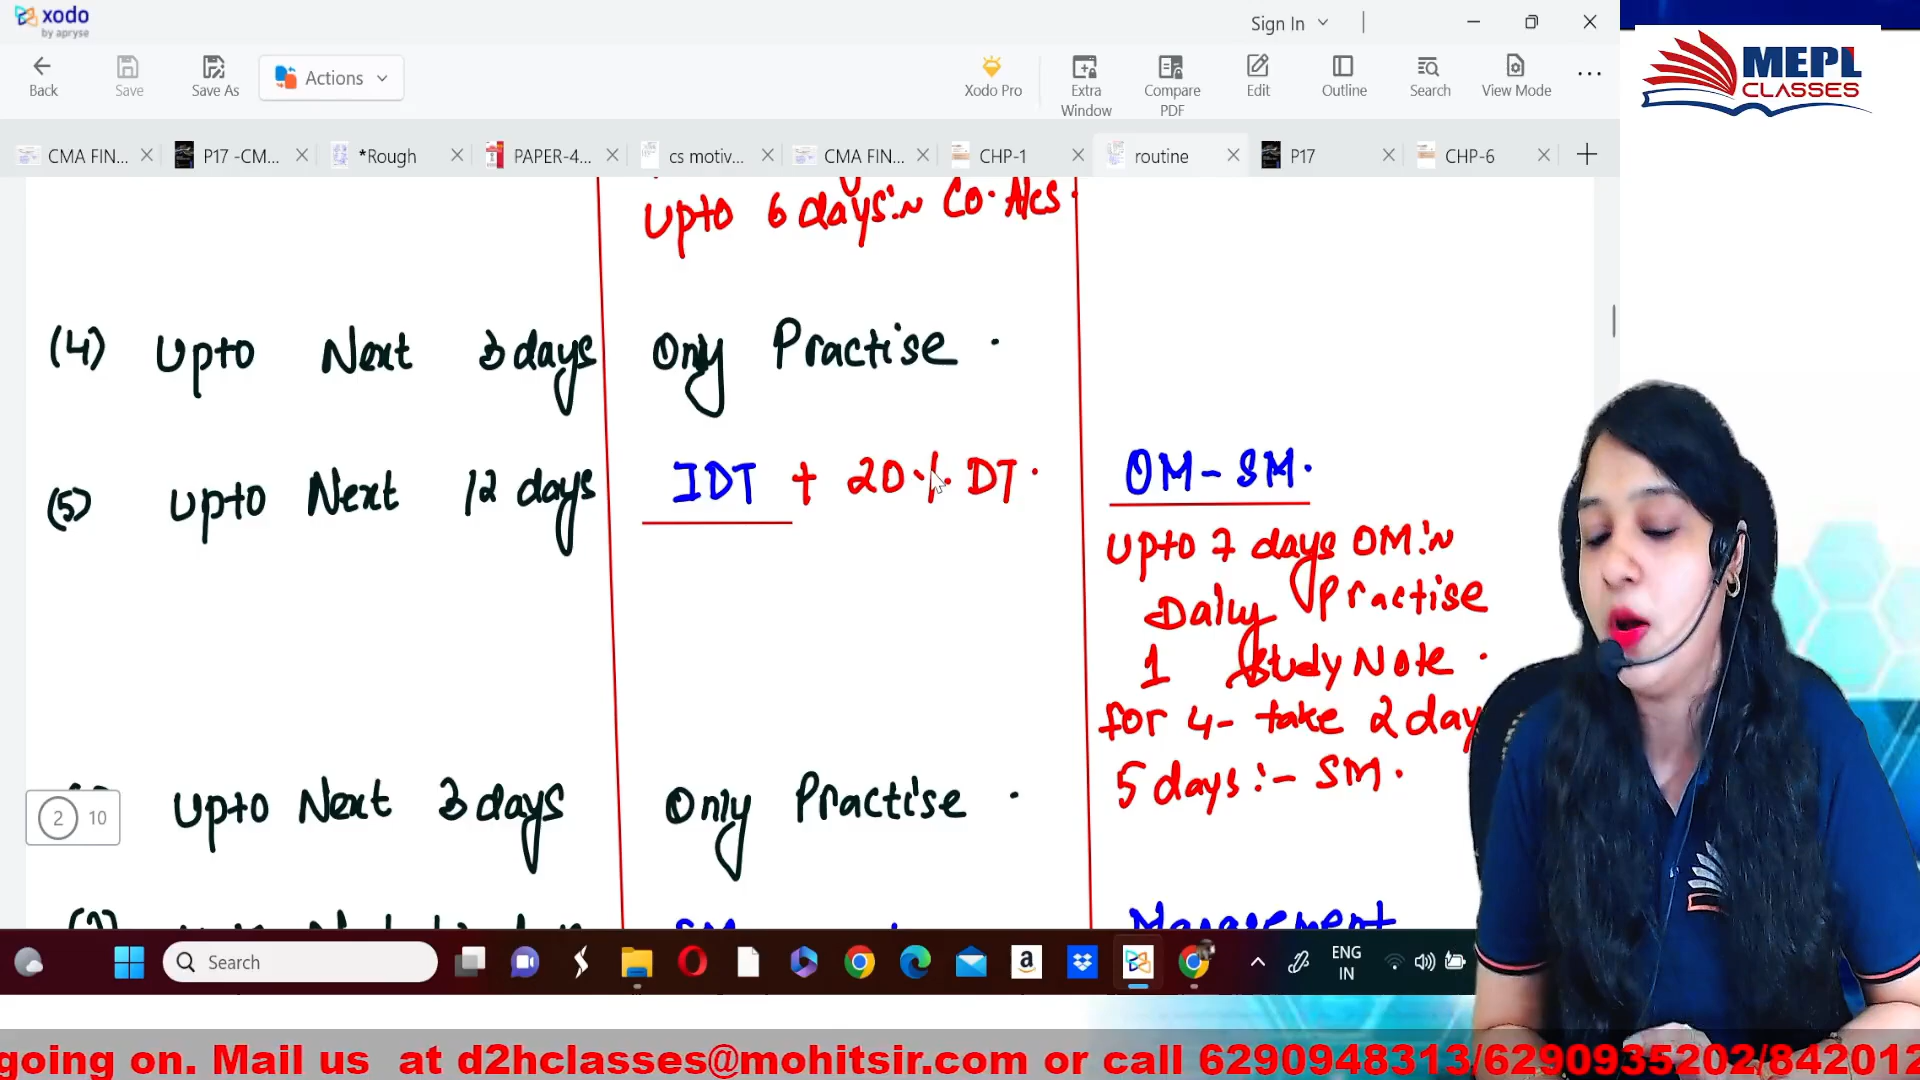 xodo
by apryse
Sign In
Back
Save
Save As
Actions
Xodo Pro
Extra Window
Compare PDF
Edit
Outline
Search
View Mode
MEPL
CLASSES
CMA FIN...
P17 -CM...
*Rough
PAPER-4...
cs motiv...
CMA FIN...
CHP-1
routine
P17
CHP-6
Upto 6 days:~ Co. A/cs.
(4) Upto Next 3 days Only Practise.
(5) Upto Next 12 days IDT + 20% DT. OM - SM.
Upto 7 days OM:~
Daily Practise
1 Study Note.
for 4 - take 2 day
5 days :- SM.
Upto Next 3 days Only Practise.
2 10
Management
Search
ENG
IN
going on. Mail us at d2hclasses@mohitsir.com or call 6290948313/6290935202/842012